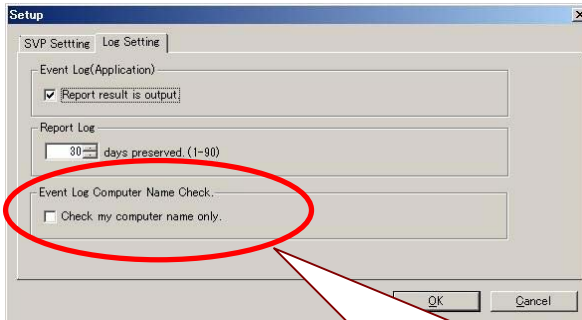 Setup
SVP Settting Log Setting
Event Log(Application)
Report result is output.
Report Log
30 days preserved. (1-90)
Event Log Computer Name Check.
Check my computer name only.
OK Cancel